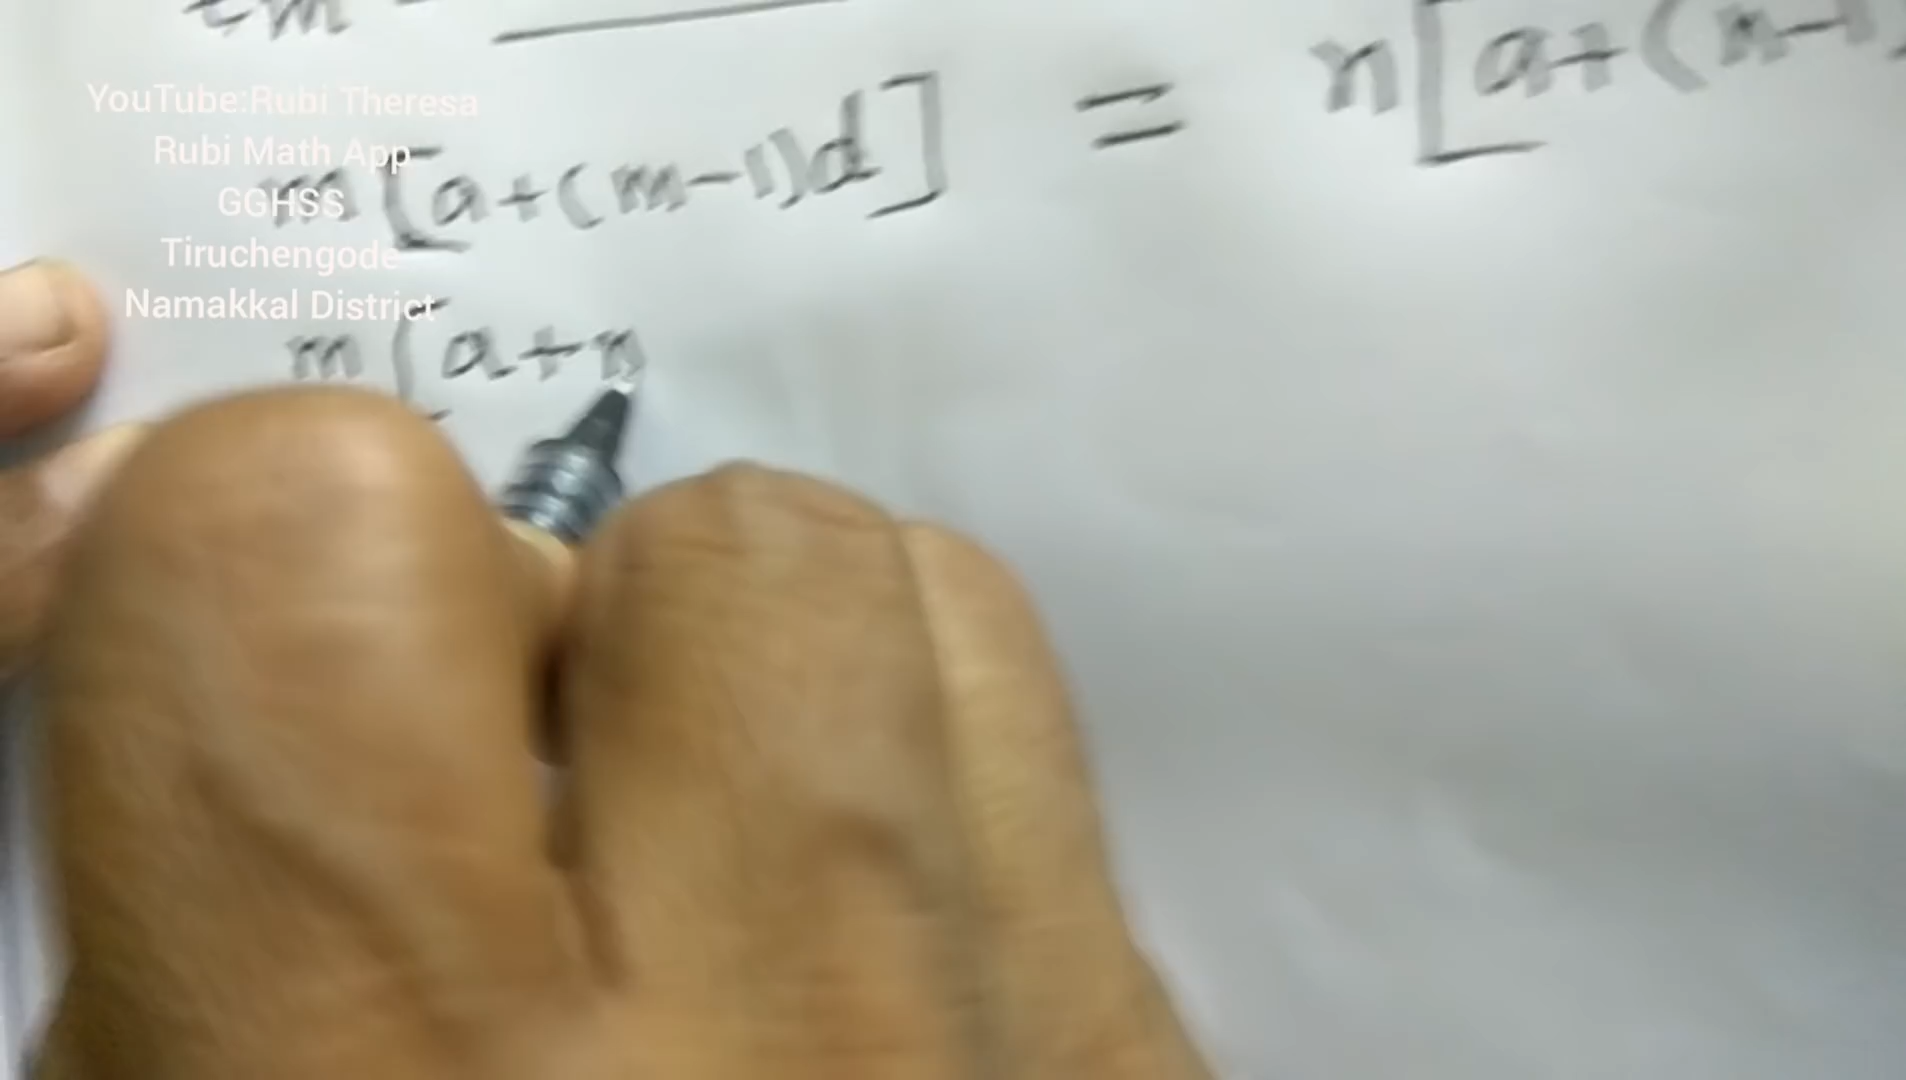 m[a+(m-1)d] = n[a+(n-1)
m[a+
YouTube:Rubi Theresa
Rubi Math App
GGHSS
Tiruchengode
Namakkal District